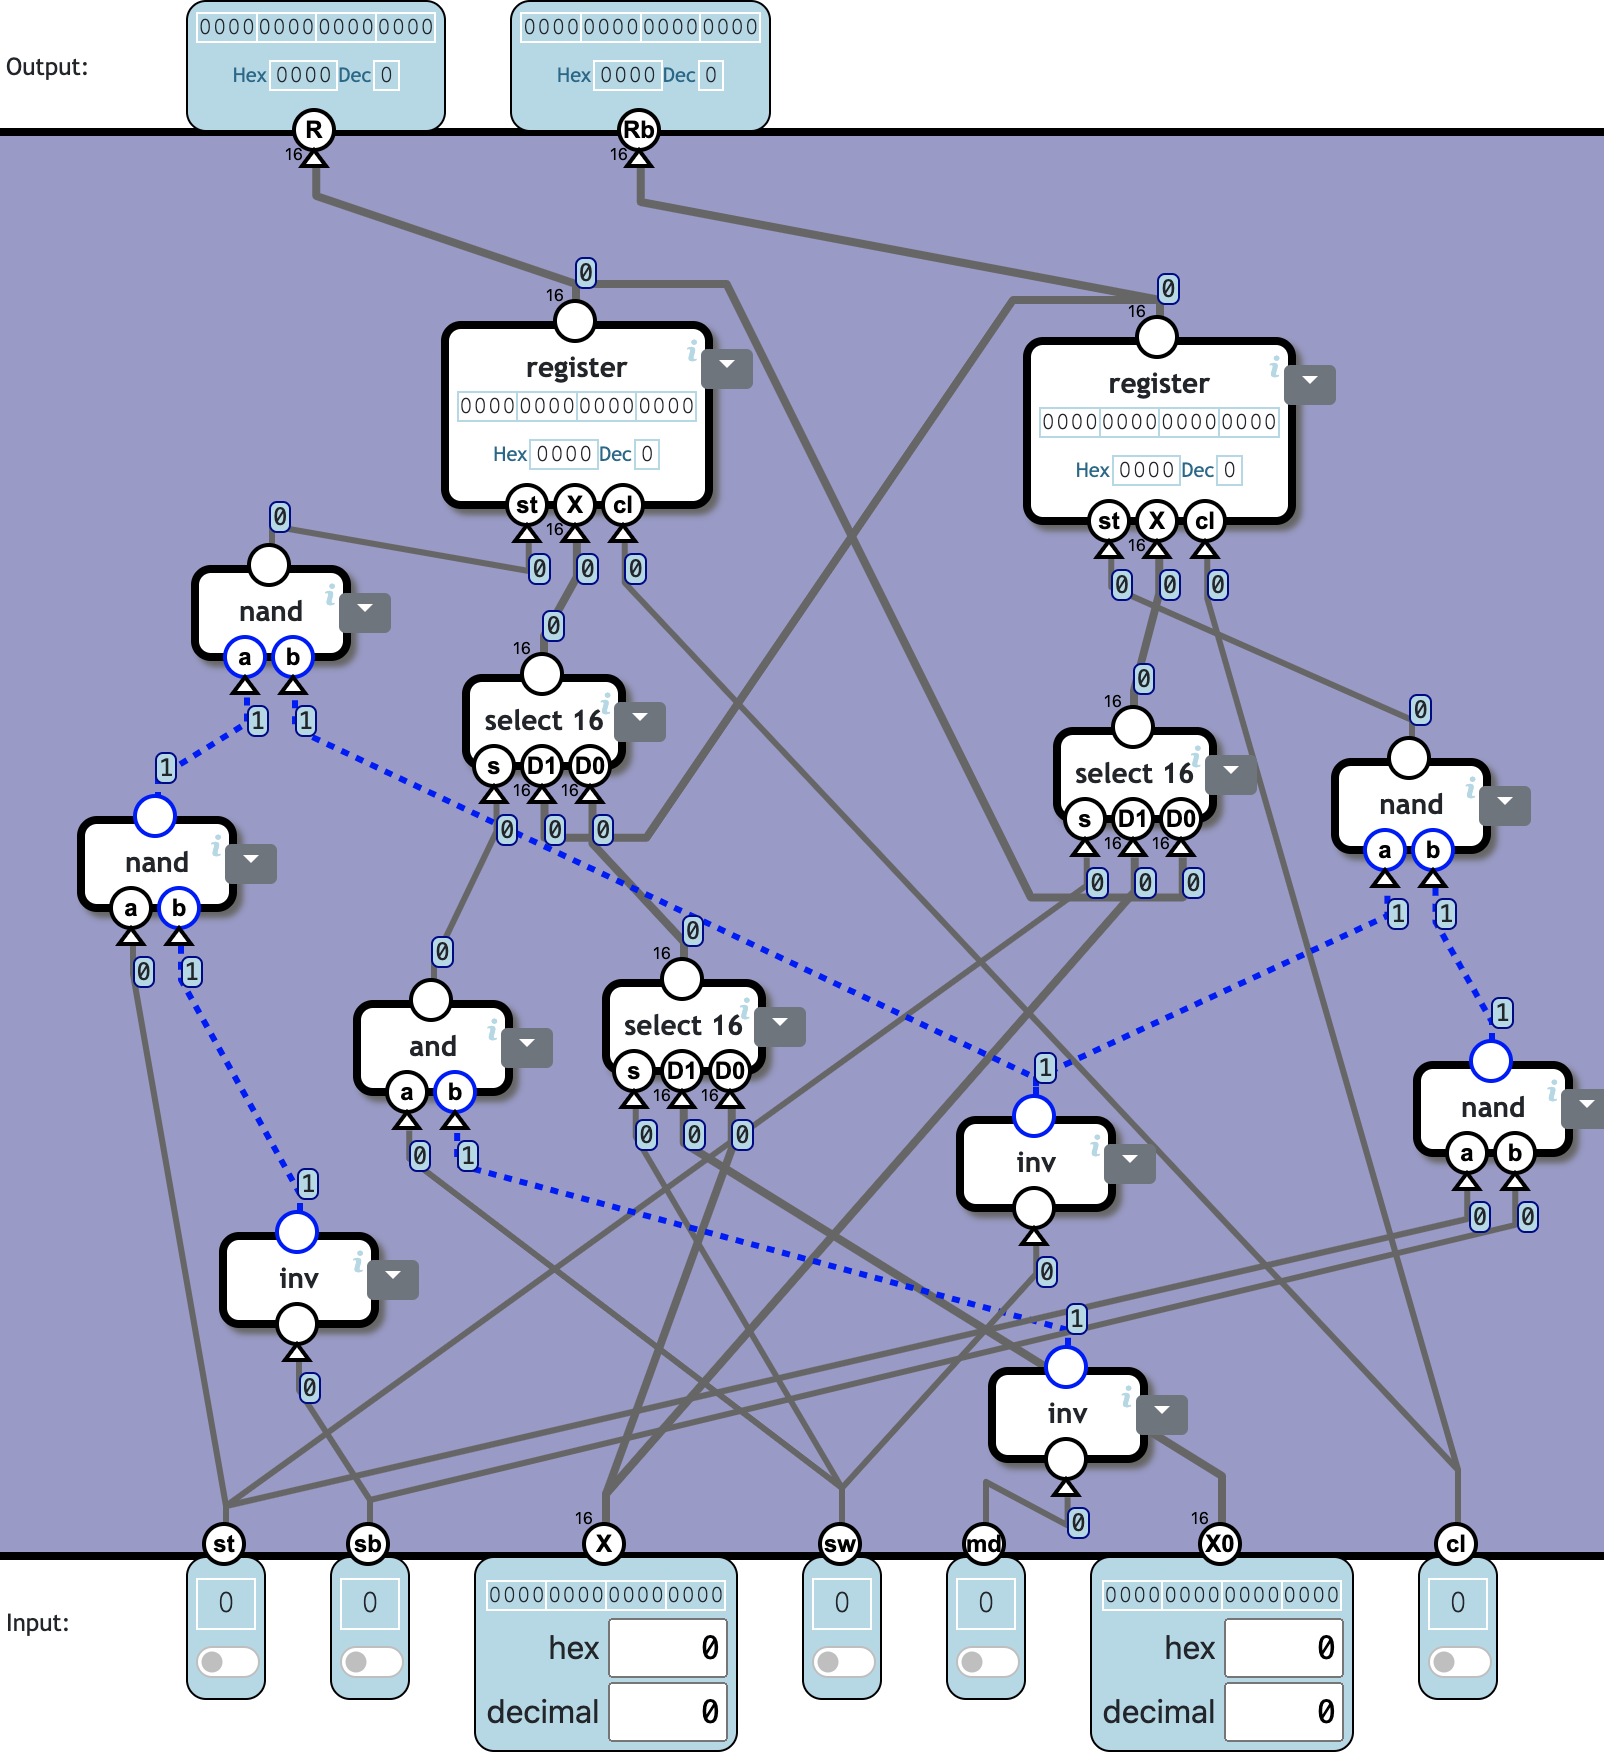 0000 0000 0000 0000
0000 0000 0000 0000
Output:
Hex 0000 Dec 0
Hex 0000 Dec 0
R
Rb
16
16
0
0
16
16
register
i
register
i
0000 0000 0000 0000
0000 0000 0000 0000
Hex 0000 Dec 0
Hex 0000 Dec 0
st X cl
st X cl
0
16
16
0 0 0
0 0 0
nand
i
0
16
a b
0
16
select 16
i
1 1
0
1
s D1 D0
select 16
i
nand
i
16 16
s D1 D0
0 0 0
16 16
nand
i
a b
a b
0 0 0
1 1
0 1
0
0
16
1
and
i
select 16
i
a b
s D1 D0
1
nand
i
16 16
0 1
0 0 0
inv
i
a b
1
0 0
inv
i
0
1
0
inv
i
0
16
16
st sb X sw md X0 cl
Input:
0
0
0000 0000 0000 0000
0
0
0000 0000 0000 0000
0
hex 0
hex 0
decimal 0
decimal 0